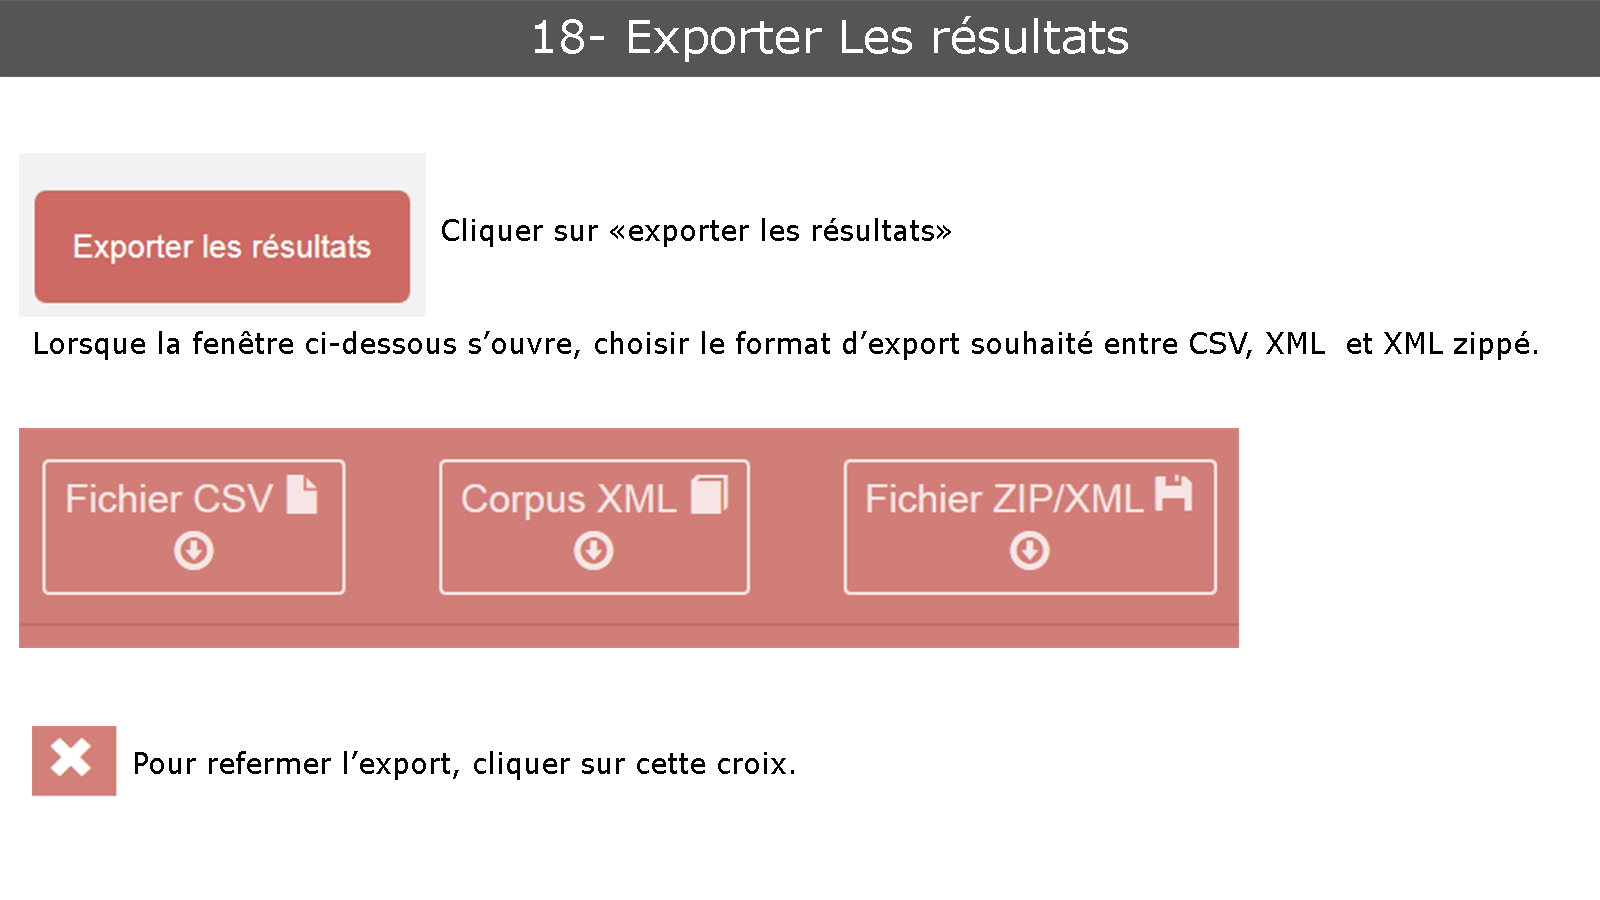 18- Exporter Les résultats
Exporter les résultats
Cliquer sur «exporter les résultats»
Lorsque la fenêtre ci-dessous s’ouvre, choisir le format d’export souhaité entre CSV, XML  et XML zippé.
Fichier CSV
Corpus XML
Fichier ZIP/XML
Pour refermer l’export, cliquer sur cette croix.